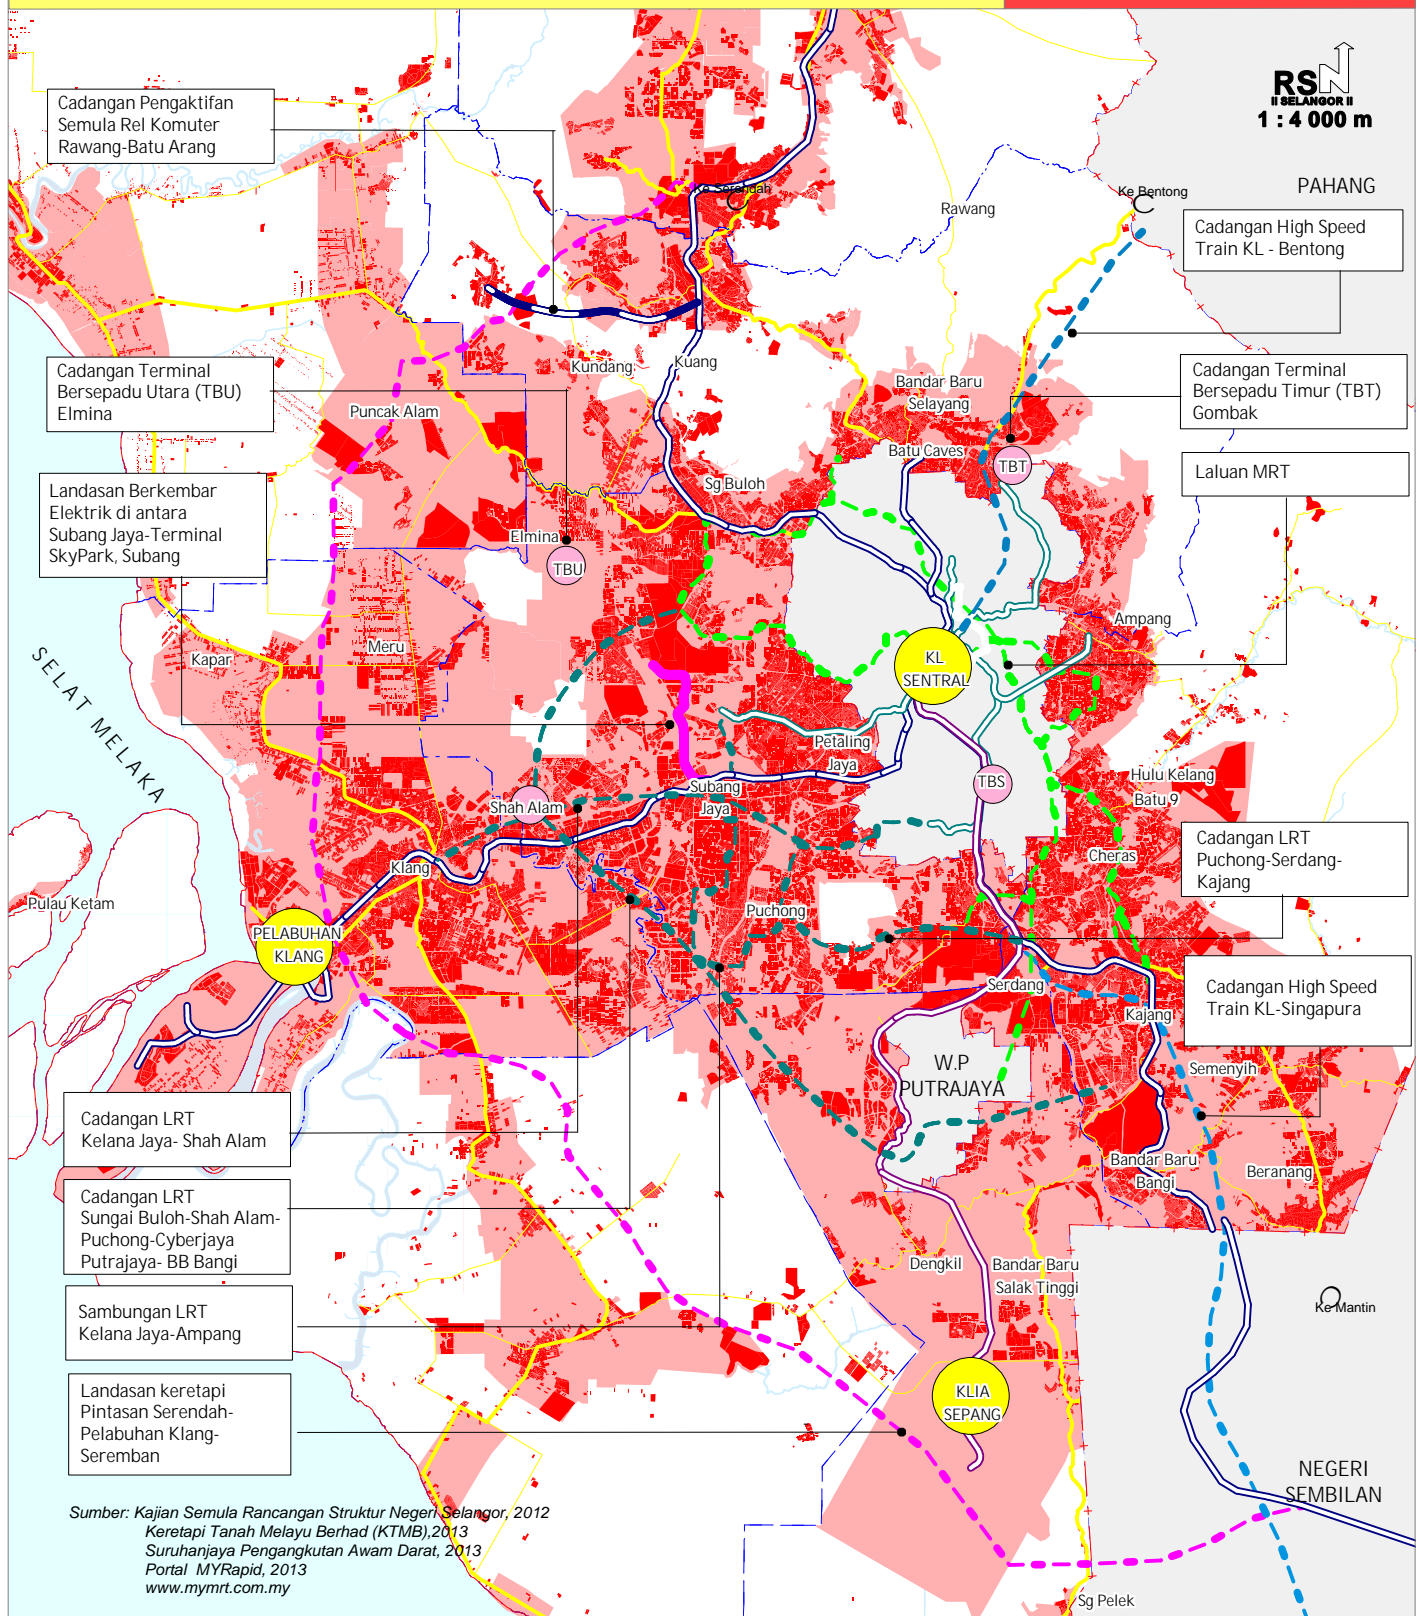 RSN
II SELANGOR II
1 : 4 000 m
PAHANG
Cadangan Pengaktifan
Semula Rel Komuter
Rawang-Batu Arang
Ke Serendah
Rawang
Ke Bentong
Cadangan High Speed
Train KL - Bentong
Cadangan Terminal
Bersepadu Utara (TBU)
Elmina
Kundang
Kuang
Puncak Alam
Bandar Baru
Selayang
Cadangan Terminal
Bersepadu Timur (TBT)
Gombak
Batu Caves
TBT
Laluan MRT
Landasan Berkembar
Elektrik di antara
Subang Jaya-Terminal
SkyPark, Subang
Sg Buloh
Elmina
TBU
Ampang
Meru
Kapar
KL
SENTRAL
SELAT MELAKA
Petaling
Jaya
TBS
Hulu Kelang
Batu 9
Subang
Jaya
Shah Alam
Cadangan LRT
Puchong-Serdang-
Kajang
Cheras
Klang
Pulau Ketam
Puchong
PELABUHAN
KLANG
Serdang
Cadangan High Speed
Train KL-Singapura
Kajang
W.P
PUTRAJAYA
Semenyih
Cadangan LRT
Kelana Jaya- Shah Alam
Bandar Baru
Bangi
Beranang
Cadangan LRT
Sungai Buloh-Shah Alam-
Puchong-Cyberjaya
Putrajaya- BB Bangi
Dengkil
Bandar Baru
Salak Tinggi
Sambungan LRT
Kelana Jaya-Ampang
Ke Mantin
Landasan keretapi
Pintasan Serendah-
Pelabuhan Klang-
Seremban
KLIA
SEPANG
NEGERI
SEMBILAN
Sumber: Kajian Semula Rancangan Struktur Negeri Selangor, 2012
Keretapi Tanah Melayu Berhad (KTMB),2013
Suruhanjaya Pengangkutan Awam Darat, 2013
Portal MYRapid, 2013
www.mymrt.com.my
Sg Pelek